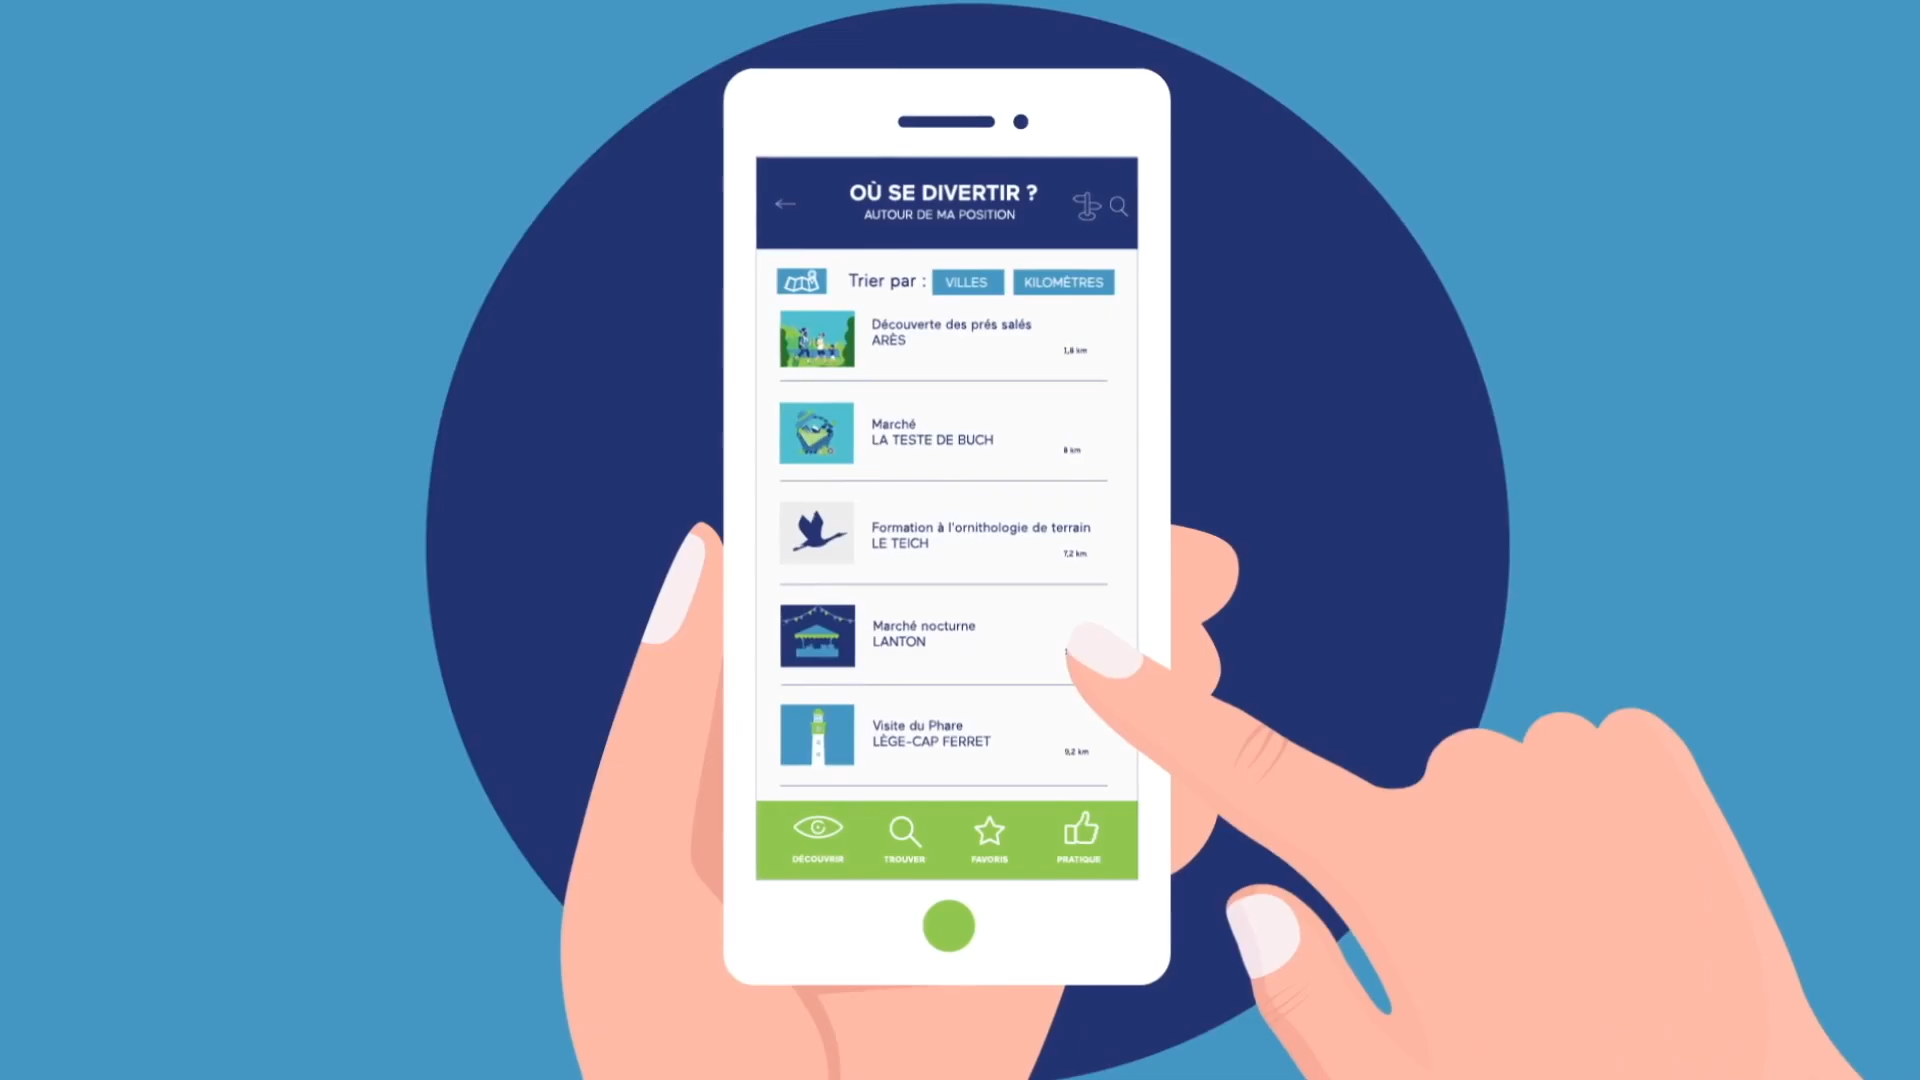 OÙ SE DIVERTIR ?
AUTOUR DE MA POSITION
Trier par : VILLES KILOMÈTRES
Découverte des prés salés
ARÈS
1,8 km
Marché
LA TESTE DE BUCH
8 km
Formation à l'ornithologie de terrain
LE TEICH
7,2 km
Marché nocturne
LANTON
Visite du Phare
LÈGE-CAP FERRET
9,2 km
DÉCOUVRIR TROUVER FAVORIS PRATIQUE